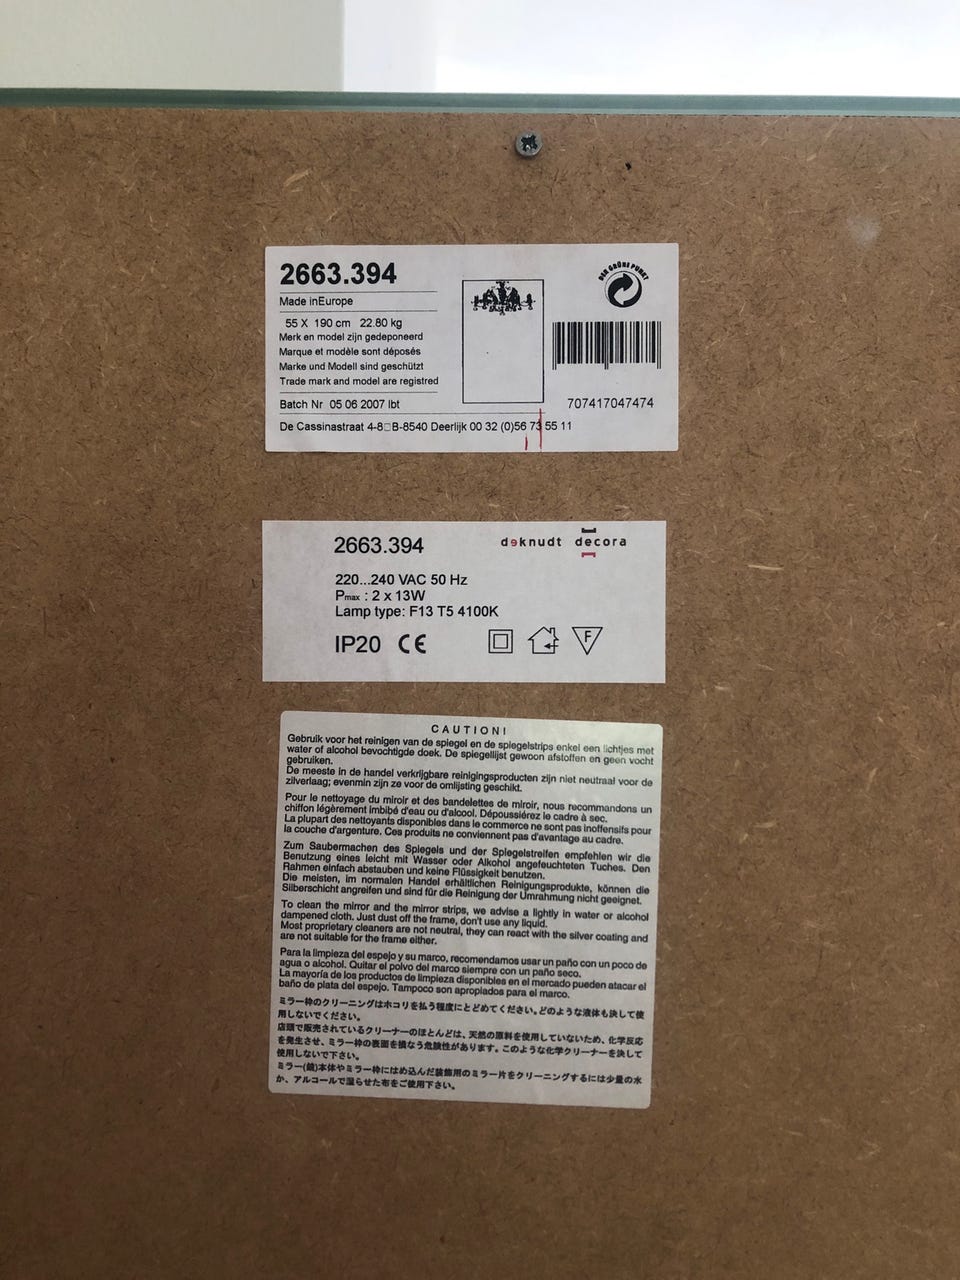 2663.394
Made inEurope
55 X 190 cm 22.80 kg
Merk en model zijn gedeponeerd
Marque et modèle sont déposés
Marke und Modell sind geschützt
Trade mark and model are registred
Batch Nr 05 06 2007 lbt
De Cassinastraat 4-8□B-8540 Deerlijk 00 32 (0)56 73 55 11
DER GRÜNE PUNKT
707417047474
2663.394
deknudt decora
220...240 VAC 50 Hz
Pmax : 2 x 13W
Lamp type: F13 T5 4100K
IP20 CE
F
CAUTION!
Gebruik voor het reinigen van de spiegel en de spiegelstrips enkel een lichtjes met
water of alcohol bevochtigde doek. De spiegellijst gewoon afstoffen en geen vocht
gebruiken.
De meeste in de handel verkrijgbare reinigingsproducten zijn niet neutraal voor de
zilverlaag; evenmin zijn ze voor de omlijsting geschikt.
Pour le nettoyage du miroir et des bandelettes de miroir, nous recommandons un
chiffon légèrement imbibé d'eau ou d'alcool. Dépoussiérez le cadre à sec.
La plupart des nettoyants disponibles dans le commerce ne sont pas inoffensifs pour
la couche d'argenture. Ces produits ne conviennent pas d'avantage au cadre.
Zum Saubermachen des Spiegels und der Spiegelstreifen empfehlen wir die
Benutzung eines leicht mit Wasser oder Alkohol angefeuchteten Tuches. Den
Rahmen einfach abstauben und keine Flüssigkeit benutzen.
Die meisten, im normalen Handel erhältlichen Reinigungsprodukte, können die
Silberschicht angreifen und sind für die Reinigung der Umrahmung nicht geeignet.
To clean the mirror and the mirror strips, we advise a lightly in water or alcohol
dampened cloth. Just dust off the frame, don't use any liquid.
Most proprietary cleaners are not neutral, they can react with the silver coating and
are not suitable for the frame either.
Para la limpieza del espejo y su marco, recomendamos usar un paño con un poco de
agua o alcohol. Quitar el polvo del marco siempre con un paño seco.
La mayoría de los productos de limpieza disponibles en el mercado pueden atacar el
baño de plata del espejo. Tampoco son apropiados para el marco.
ミラー枠のクリーニングはホコリを払う程度にとどめてください。どのような液体も決して使
用しないでください。
店頭で販売されているクリーナーのほとんどは、天然の原料を使用していないため、化学反応
を発生させ、ミラー枠の表面を損なう危険性があります。このような化学クリーナーを決して
使用しないで下さい。
ミラー(鏡)本体やミラー枠にはめ込んだ装飾用のミラー片をクリーニングするには少量の水
か、アルコールで湿らせた布をご使用下さい。